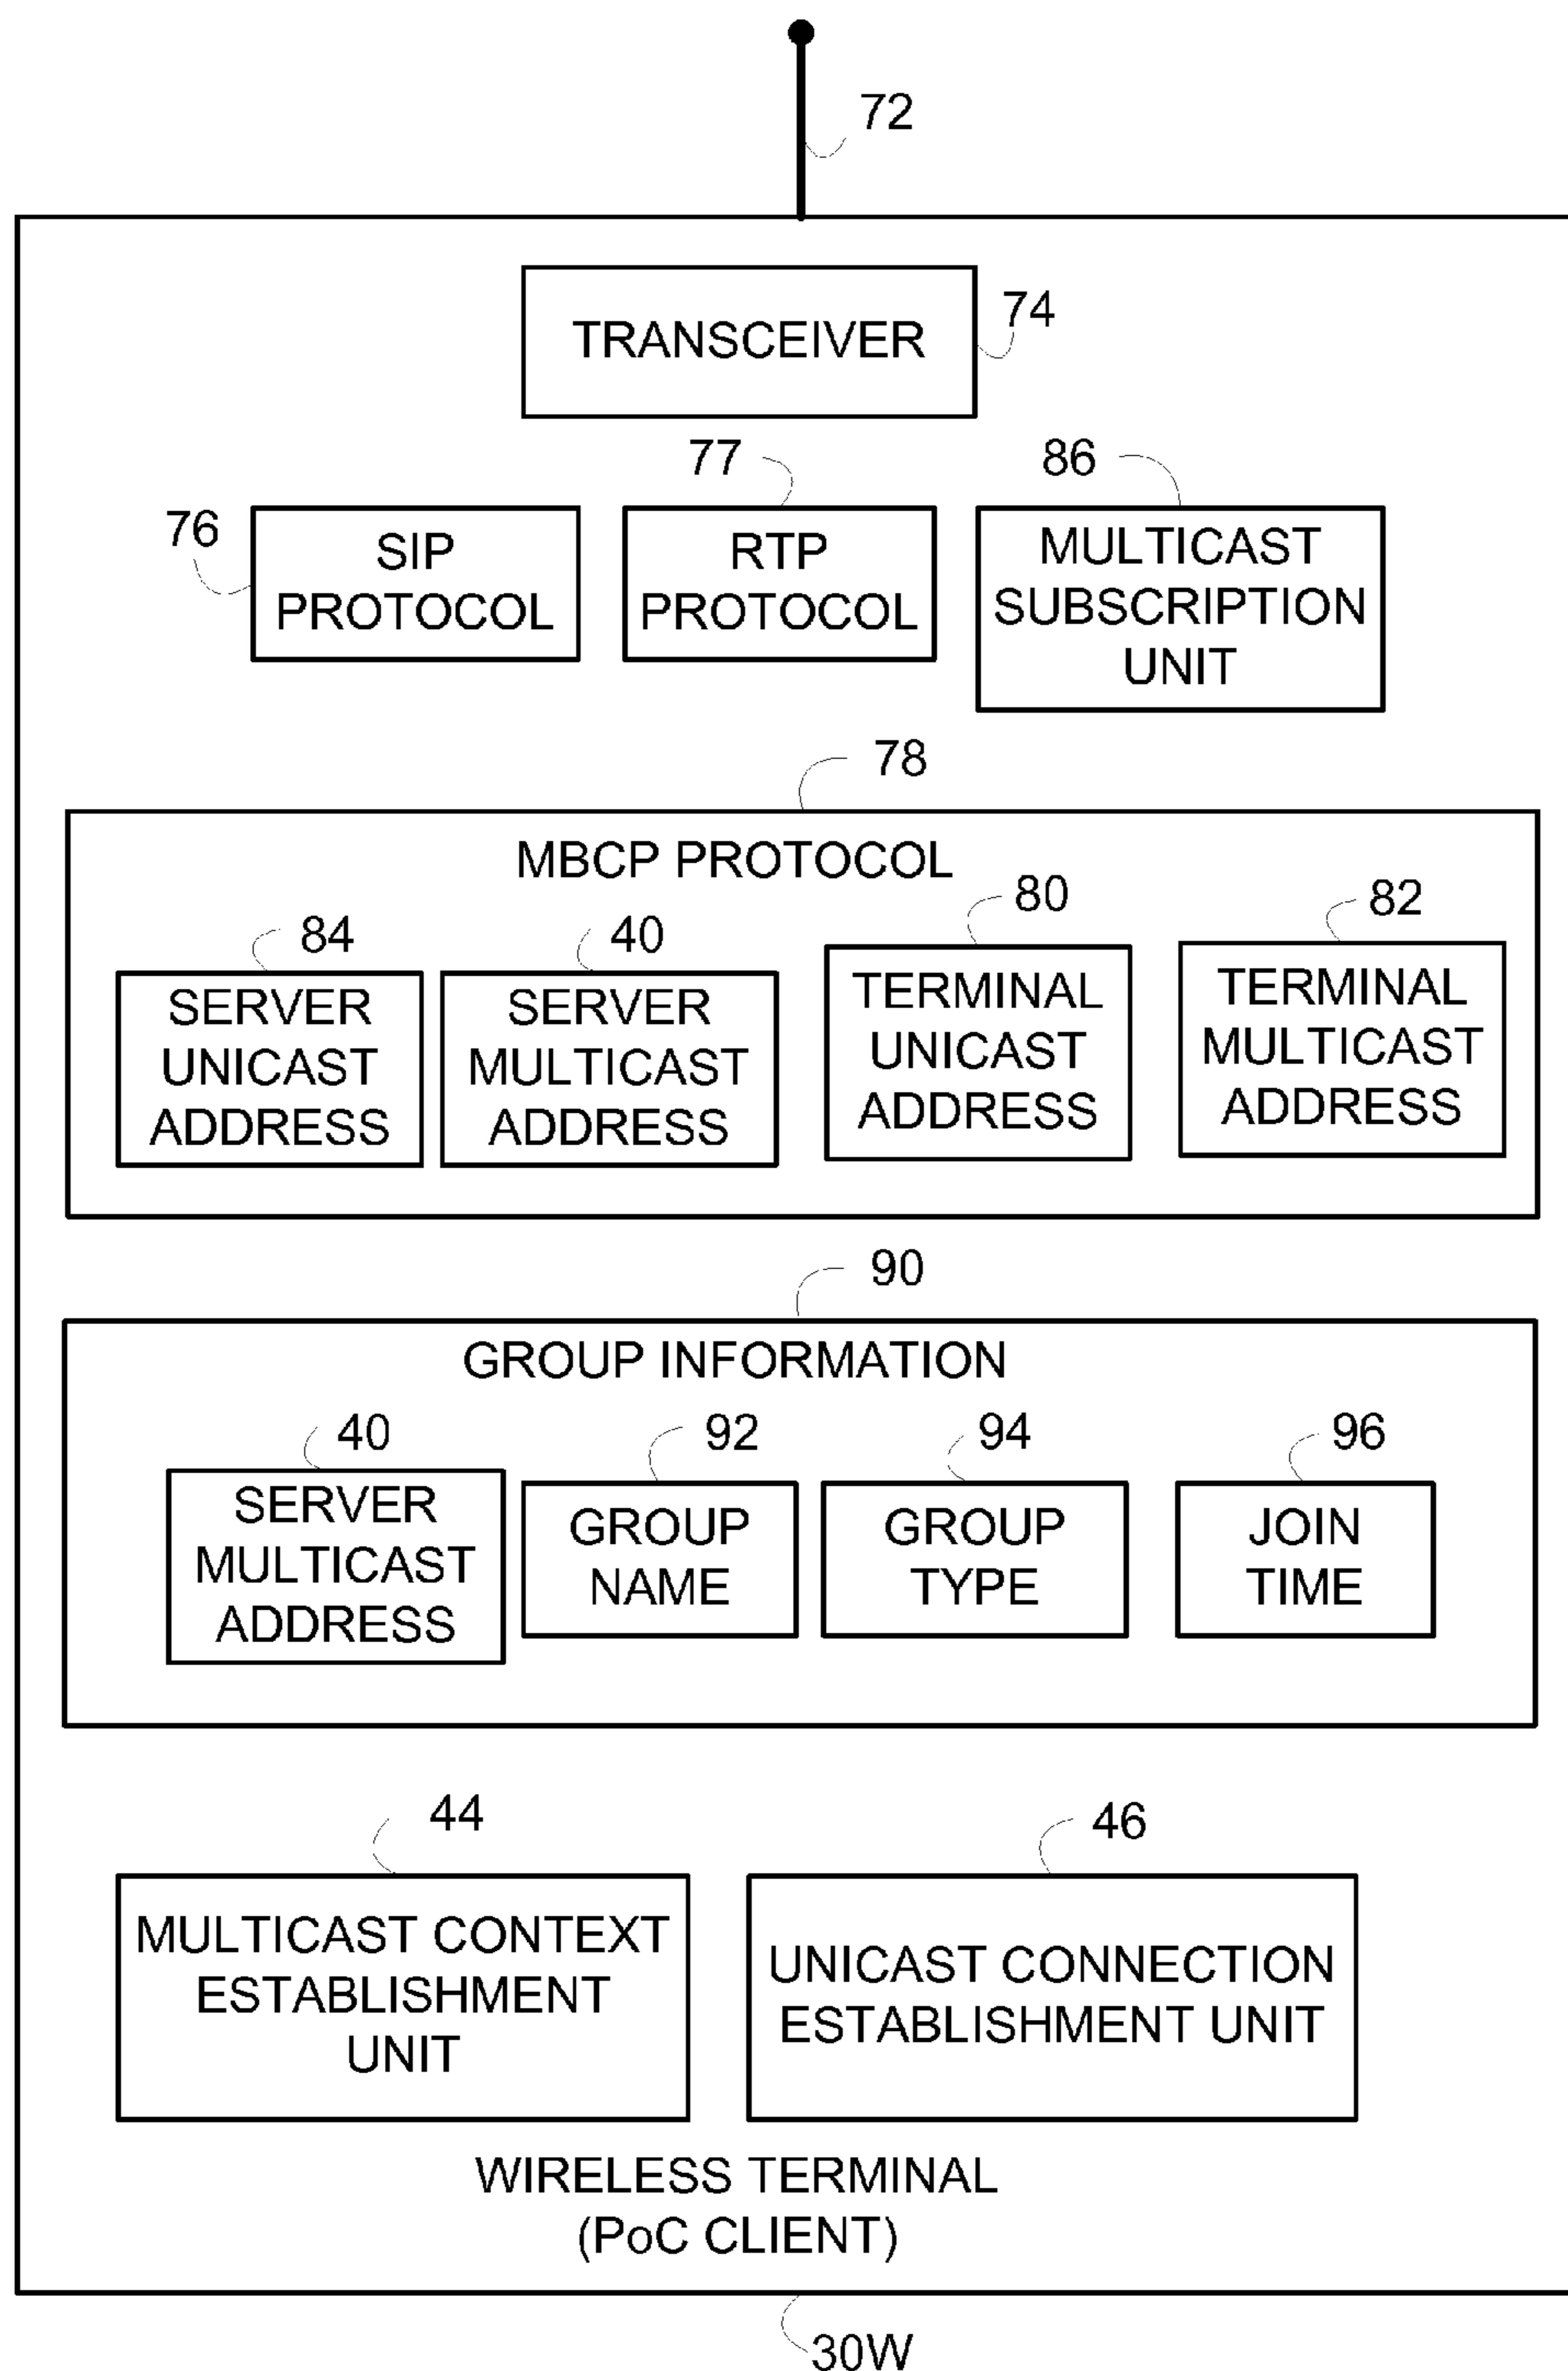 72
TRANSCEIVER
74
77
86
76
SIP
PROTOCOL
RTP
PROTOCOL
MULTICAST
SUBSCRIPTION
UNIT
78
MBCP PROTOCOL
84
40
80
82
SERVER
UNICAST
ADDRESS
SERVER
MULTICAST
ADDRESS
TERMINAL
UNICAST
ADDRESS
TERMINAL
MULTICAST
ADDRESS
90
GROUP INFORMATION
40
92
94
96
SERVER
MULTICAST
ADDRESS
GROUP
NAME
GROUP
TYPE
JOIN
TIME
44
46
MULTICAST CONTEXT
ESTABLISHMENT
UNIT
UNICAST CONNECTION
ESTABLISHMENT UNIT
WIRELESS TERMINAL
(PoC CLIENT)
30W